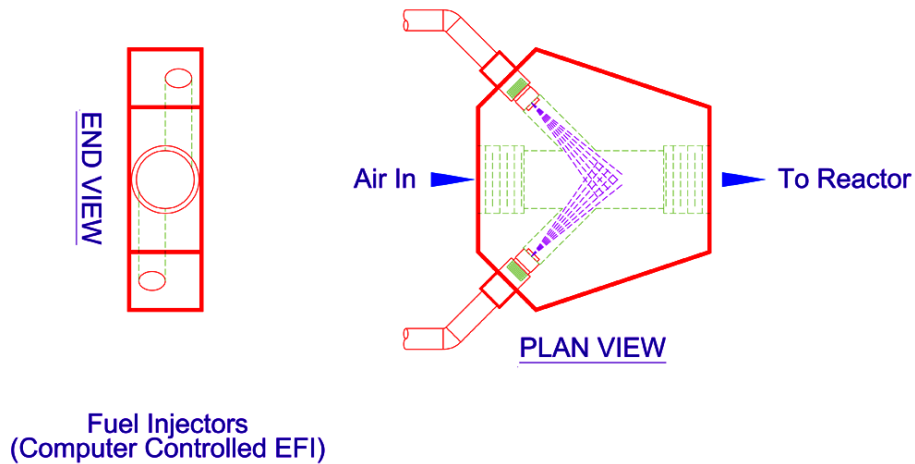 END VIEW
Air In
To Reactor
PLAN VIEW
Fuel Injectors
(Computer Controlled EFI)